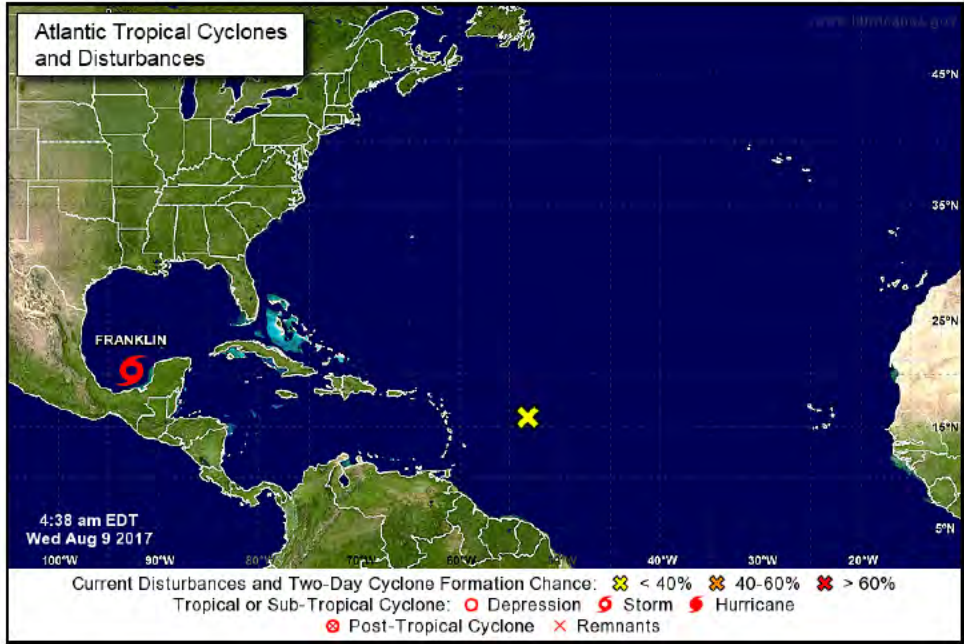 www.hurricanes.gov
Atlantic Tropical Cyclones
and Disturbances
45°N
35°N
FRANKLIN
25°N
15°N
4:38 am EDT
Wed Aug 9 2017
5°N
100°W 90°W 80°W 70°W 60°W 40°W 30°W 20°W
Current Disturbances and Two-Day Cyclone Formation Chance: < 40% 40-60% > 60%
Tropical or Sub-Tropical Cyclone: Depression Storm Hurricane
Post-Tropical Cyclone Remnants